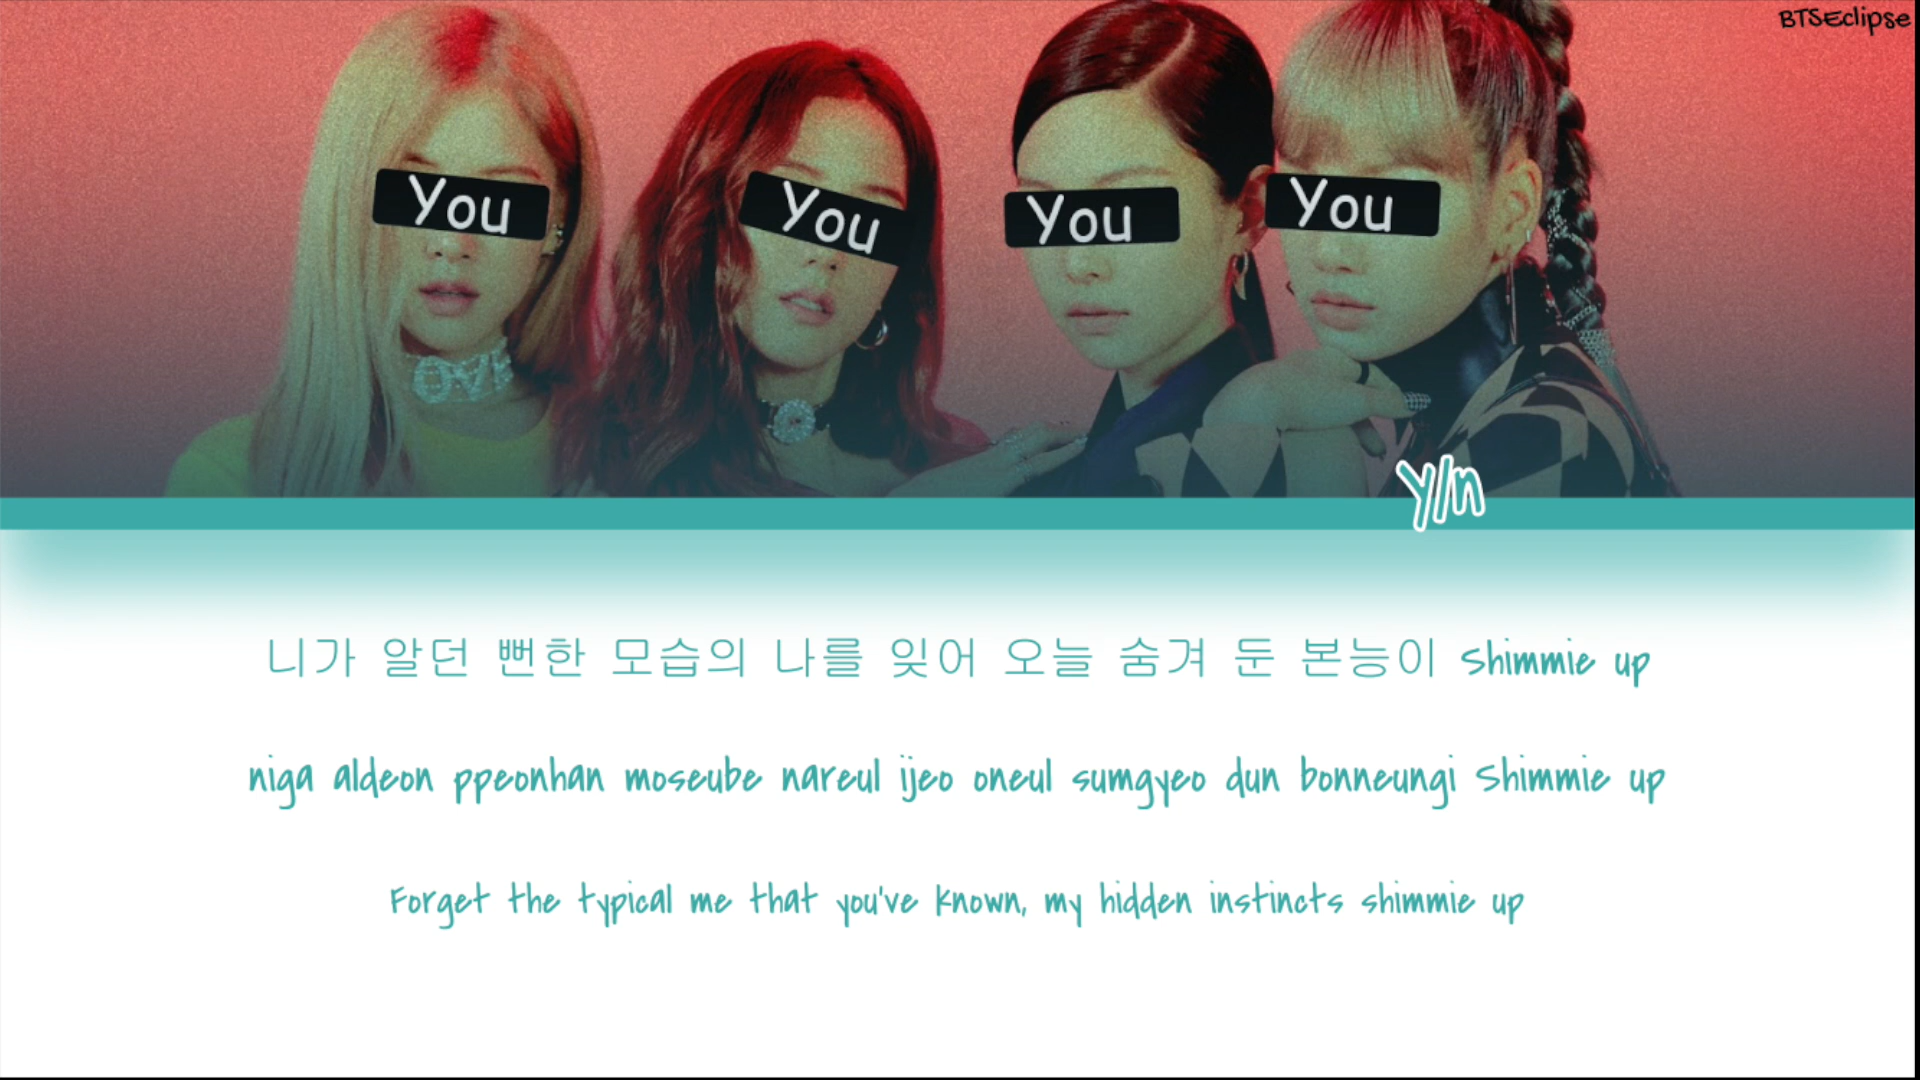 BTSEclipse
You
You
You
You
OVE
Y/n
니가 알던 뻔한 모습의 나를 잊어 오늘 숨겨 둔 본능이 Shimmie up
niga aldeon ppeonhan moseube nareul ijeo oneul sumgyeo dun bonneungi Shimmie up
Forget the typical me that you've known, my hidden instincts shimmie up